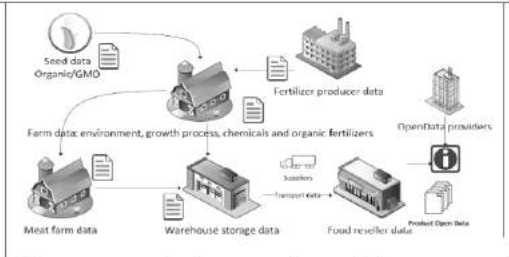 Seed data
Organic/GMO
Fertilizer producer data
Farm data: environment, growth process, chemicals and organic fertilizers
OpenData providers
Suppliers
Transport data
Meat farm data
Warehouse storage data
Food reseller data
Product Open Data